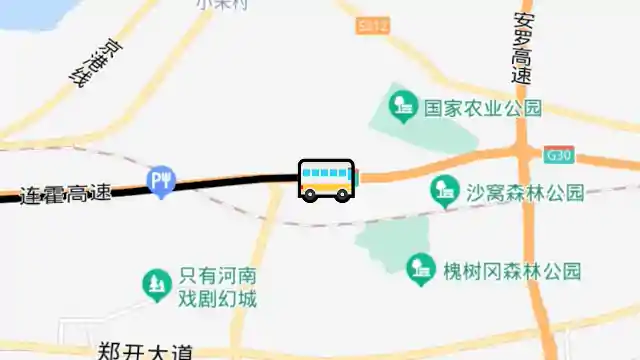 小宋村
S312
京港线
安罗高速
国家农业公园
G30
连霍高速
P
沙窝森林公园
槐树冈森林公园
只有河南
戏剧幻城
郑开大道